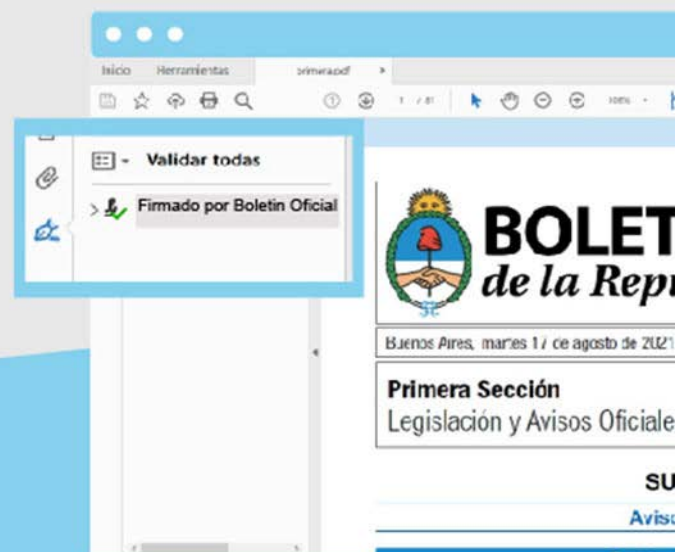 Inicio Herramientas primera.pdf ×
1 / 81 100%
Validar todas
Firmado por Boletin Oficial
BOLET
de la Repu
Buenos Aires, martes 17 de agosto de 2021
Primera Sección
Legislación y Avisos Oficiale
SU
Aviso